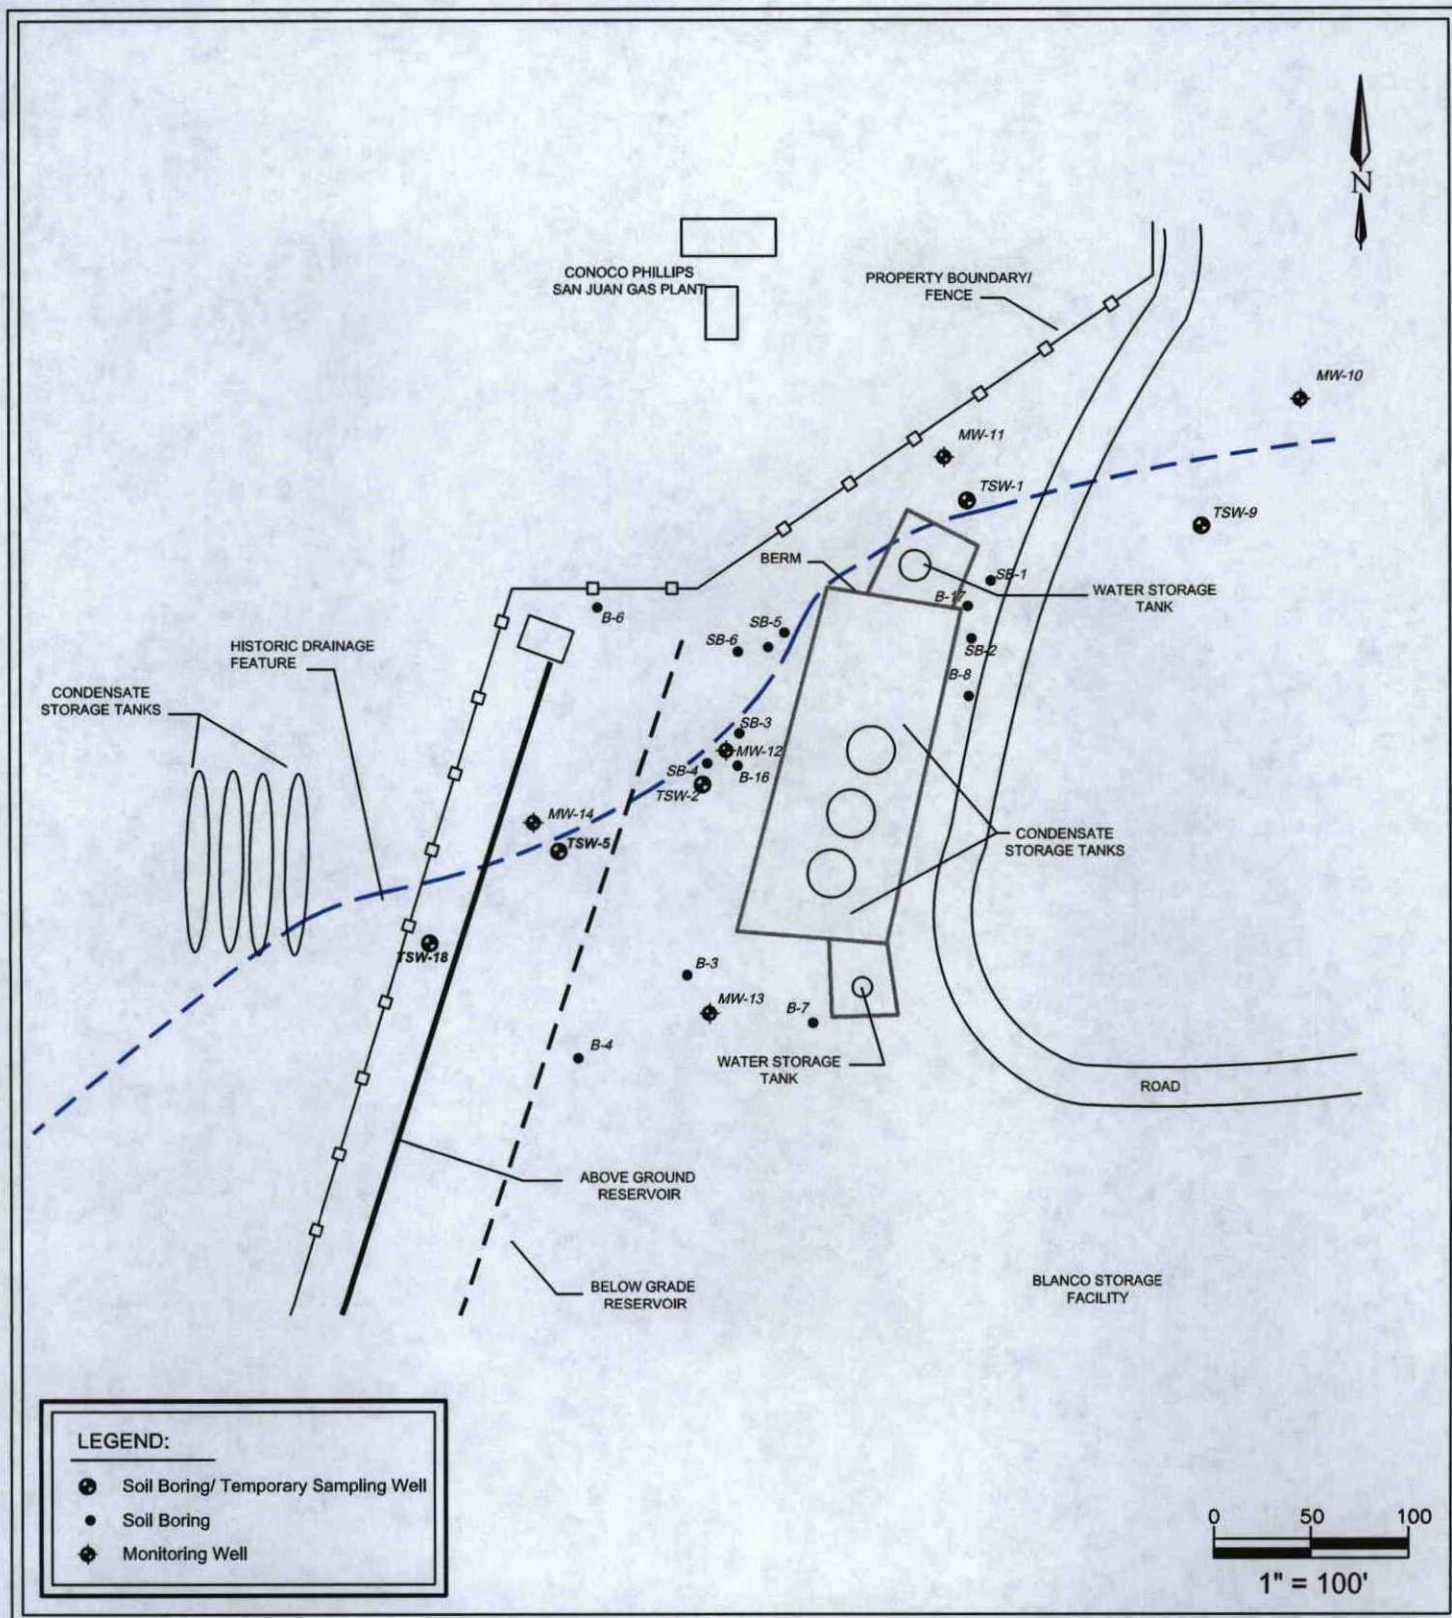 N
CONOCO PHILLIPS
SAN JUAN GAS PLANT
PROPERTY BOUNDARY/
FENCE
MW-10
MW-11
TSW-1
TSW-9
BERM
SB-1
WATER STORAGE
TANK
B-17
B-6
SB-5
SB-6
SB-2
HISTORIC DRAINAGE
FEATURE
B-8
CONDENSATE
STORAGE TANKS
SB-3
MW-12
SB-4
B-16
TSW-2
MW-14
TSW-5
CONDENSATE
STORAGE TANKS
TSW-18
B-3
MW-13
B-7
B-4
WATER STORAGE
TANK
ROAD
ABOVE GROUND
RESERVOIR
BELOW GRADE
RESERVOIR
BLANCO STORAGE
FACILITY
LEGEND:
Soil Boring/ Temporary Sampling Well
Soil Boring
Monitoring Well
0 50 100
1" = 100'